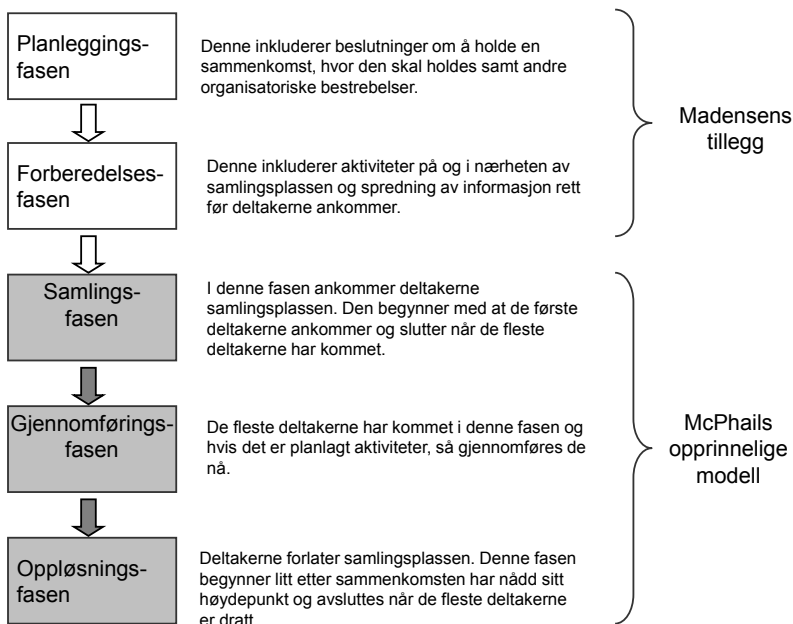 Planleggings-
fasen
Denne inkluderer beslutninger om å holde en
sammenkomst, hvor den skal holdes samt andre
organisatoriske bestrebelser.
Madensens
tillegg
Forberedelses-
fasen
Denne inkluderer aktiviteter på og i nærheten av
samlingsplassen og spredning av informasjon rett
før deltakerne ankommer.
Samlings-
fasen
I denne fasen ankommer deltakerne
samlingsplassen. Den begynner med at de første
deltakerne ankommer og slutter når de fleste
deltakerne har kommet.
Gjennomførings-
fasen
De fleste deltakerne har kommet i denne fasen og
hvis det er planlagt aktiviteter, så gjennomføres de
nå.
McPhails
opprinnelige
modell
Oppløsnings-
fasen
Deltakerne forlater samlingsplassen. Denne fasen
begynner litt etter sammenkomsten har nådd sitt
høydepunkt og avsluttes når de fleste deltakerne
er dratt